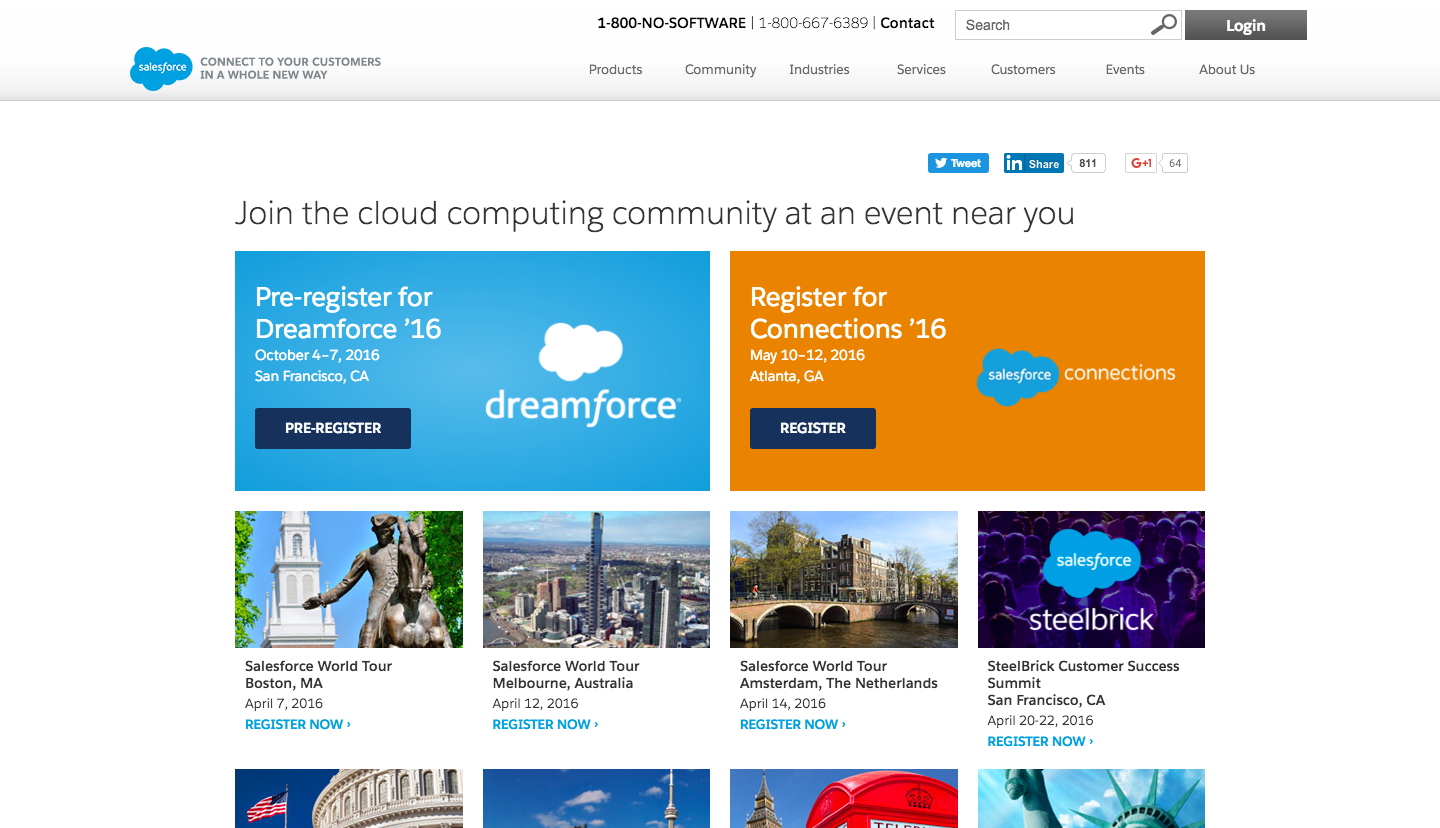 1-800-NO-SOFTWARE | 1-800-667-6389 | Contact
Search
Login
salesforce
CONNECT TO YOUR CUSTOMERS
IN A WHOLE NEW WAY
Products Community Industries Services Customers Events About Us
Tweet
in Share 811
G+1 64
Join the cloud computing community at an event near you
Pre-register for
Dreamforce ’16
October 4–7, 2016
San Francisco, CA
PRE-REGISTER
dreamforce
Register for
Connections ’16
May 10–12, 2016
Atlanta, GA
REGISTER
salesforce connections
salesforce
steelbrick
Salesforce World Tour
Boston, MA
April 7, 2016
REGISTER NOW ›
Salesforce World Tour
Melbourne, Australia
April 12, 2016
REGISTER NOW ›
Salesforce World Tour
Amsterdam, The Netherlands
April 14, 2016
REGISTER NOW ›
SteelBrick Customer Success
Summit
San Francisco, CA
April 20-22, 2016
REGISTER NOW ›